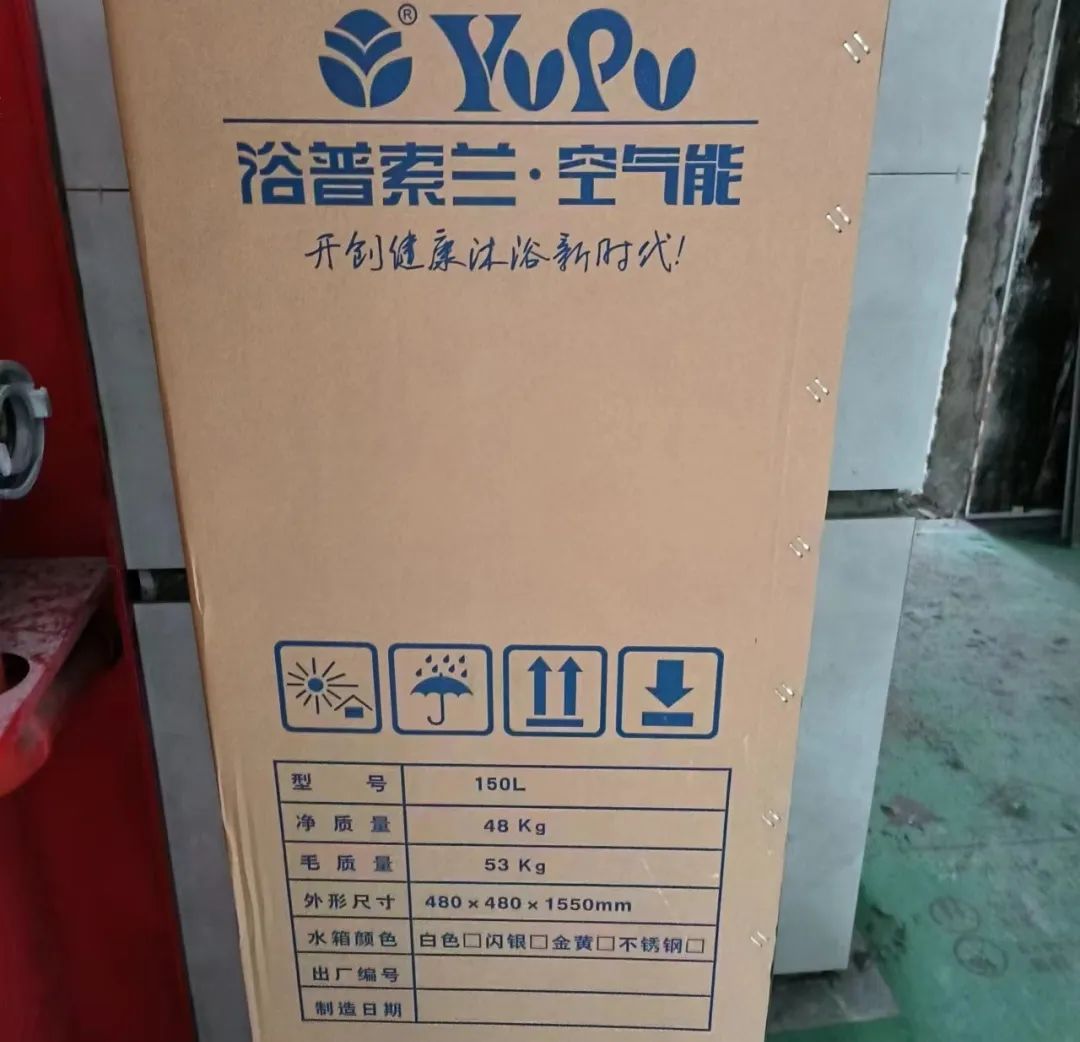 ® YuPu
浴普索兰·空气能
开创健康沐浴新时代!
型号 150L
净质量 48 Kg
毛质量 53 Kg
外形尺寸 480×480×1550mm
水箱颜色 白色□闪银□金黄□不锈钢□
出厂编号
制造日期